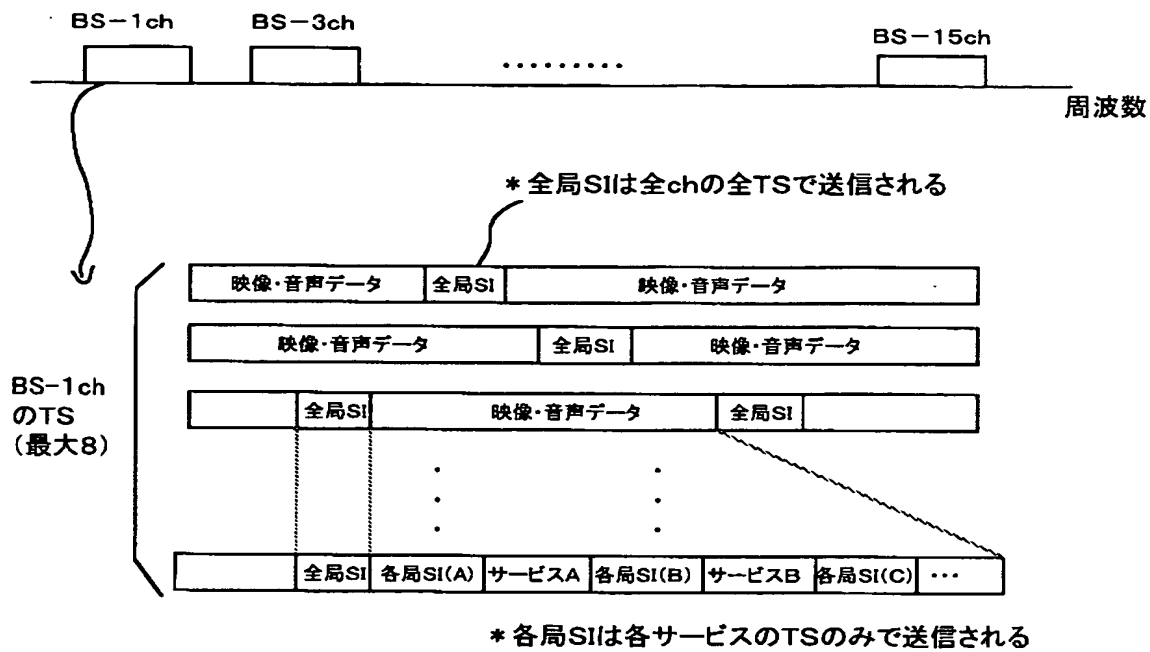 BS－1ch
BS－3ch
BS－15ch
・・・・・・・・・
周波数
＊全局SIは全chの全TSで送信される
映像・音声データ 全局SI 映像・音声データ
映像・音声データ 全局SI 映像・音声データ
BS-1ch
のTS
（最大8）
全局SI 映像・音声データ 全局SI
全局SI 各局SI(A) サービスA 各局SI(B) サービスB 各局SI(C) ・・・
＊各局SIは各サービスのTSのみで送信される